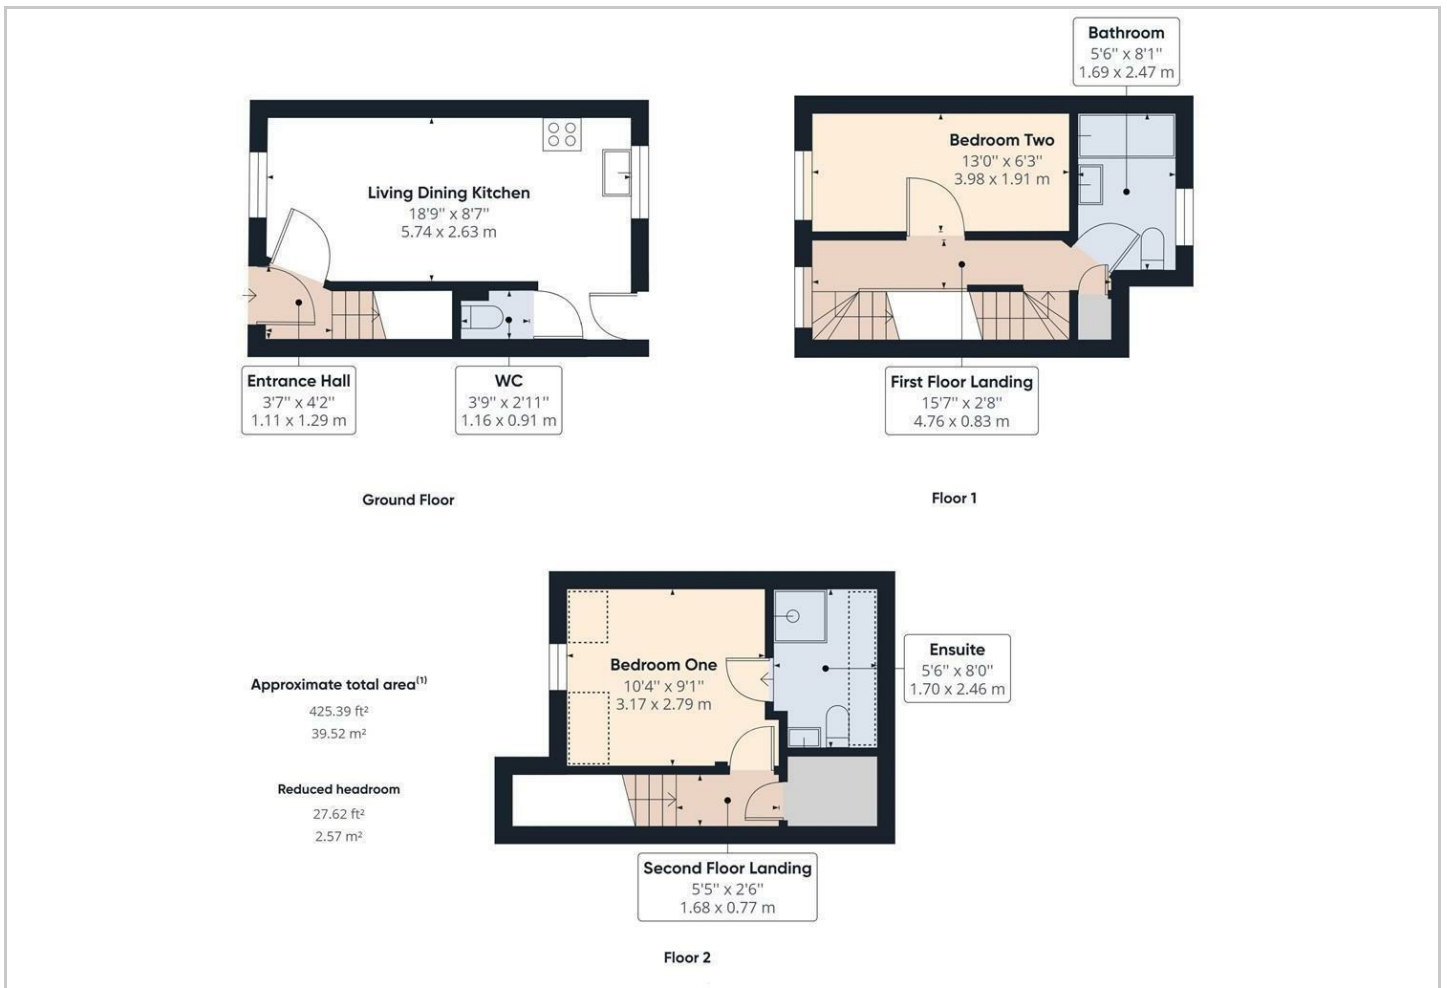 Bathroom
5'6" x 8'1"
1.69 x 2.47 m
Living Dining Kitchen
18'9" x 8'7"
5.74 x 2.63 m
Bedroom Two
13'0" x 6'3"
3.98 x 1.91 m
Entrance Hall
3'7" x 4'2"
1.11 x 1.29 m
WC
3'9" x 2'11"
1.16 x 0.91 m
First Floor Landing
15'7" x 2'8"
4.76 x 0.83 m
Ground Floor
Floor 1
Approximate total area(1)
425.39 ft²
39.52 m²
Reduced headroom
27.62 ft²
2.57 m²
Bedroom One
10'4" x 9'1"
3.17 x 2.79 m
Ensuite
5'6" x 8'0"
1.70 x 2.46 m
Second Floor Landing
5'5" x 2'6"
1.68 x 0.77 m
Floor 2